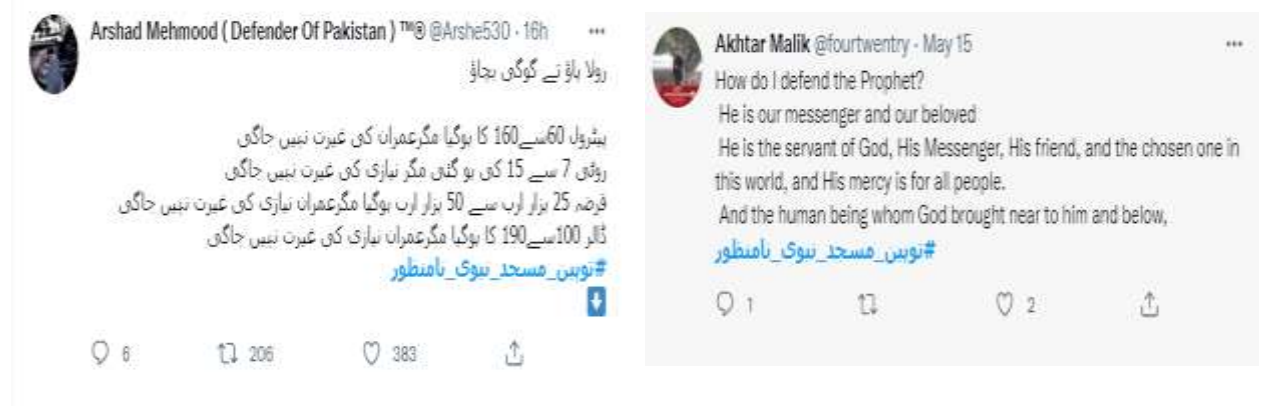 Arshad Mehmood ( Defender Of Pakistan ) ™® @Arshe530 · 16h
رولا پاؤ تے گوگی بچاؤ
پیٹرول 60سے160 کا ہوگیا مگرعمران کی غیرت نہیں جاگی
روٹی 7 سے 15 کی ہو گئی مگر نیازی کی غیرت نہیں جاگی
قرضہ 25 ہزار ارب سے 50 ہزار ارب ہوگیا مگرعمران نیازی کی غیرت نہیں جاگی
ڈالر 100سے190 کا ہوگیا مگرعمران نیازی کی غیرت نہیں جاگی
#توہین_مسجد_نبوی_نامنظور
6 206 383
Akhtar Malik @fourtwentry · May 15
How do I defend the Prophet?
He is our messenger and our beloved
He is the servant of God, His Messenger, His friend, and the chosen one in
this world, and His mercy is for all people.
And the human being whom God brought near to him and below,
#توہین_مسجد_نبوی_نامنظور
1 2